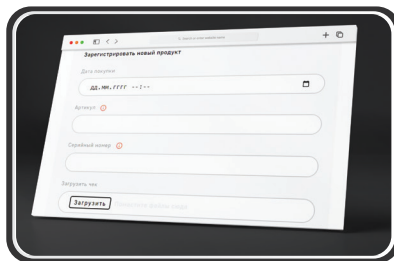 Зарегистрировать новый продукт
Дата покупки
ДД.ММ.ГГГГ --:--
Артикул
Серийный номер
Загрузить чек
Загрузить